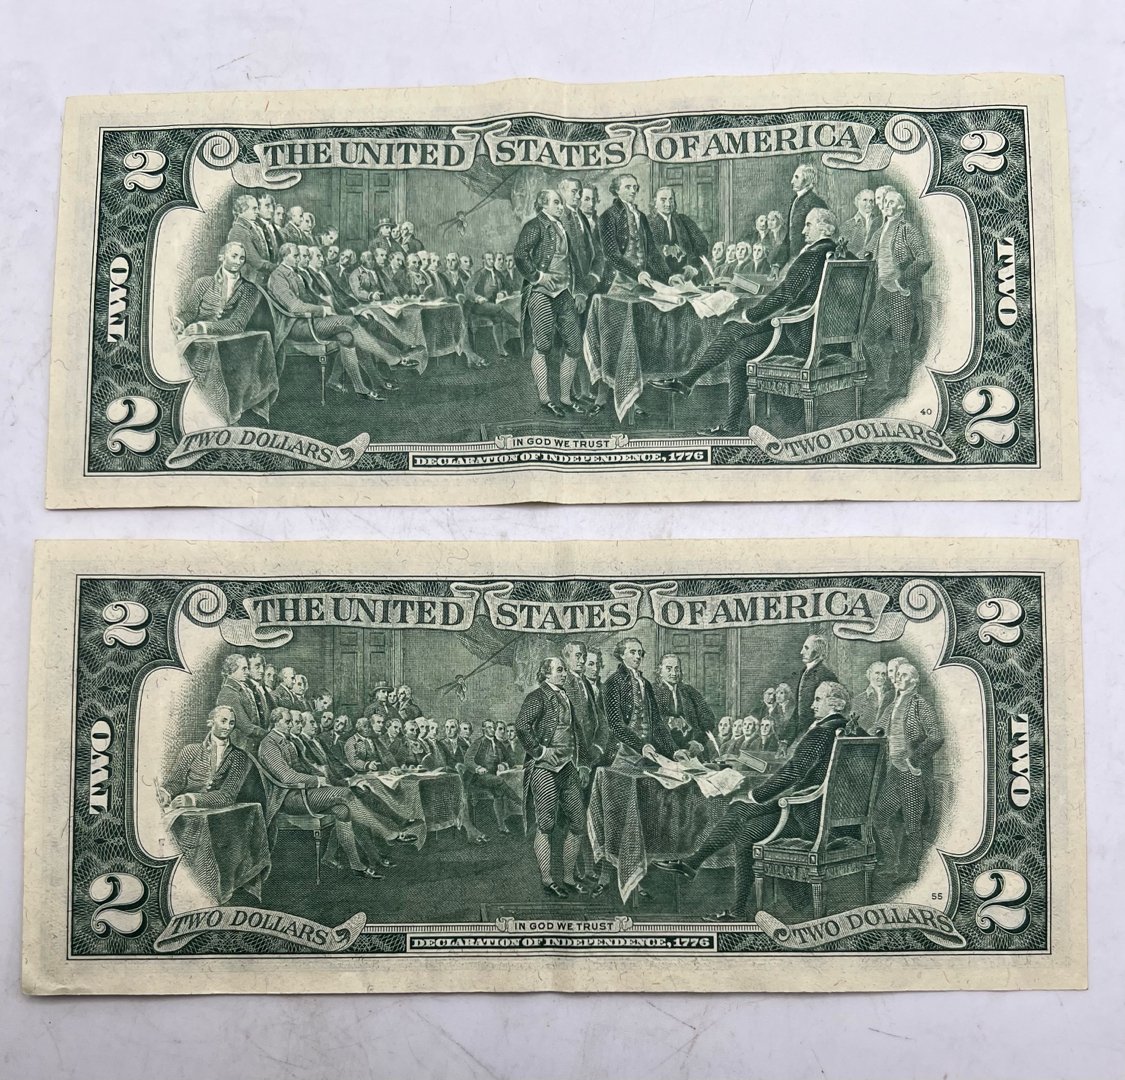 2 THE UNITED STATES OF AMERICA 2
TWO TWO
40
2 TWO DOLLARS IN GOD WE TRUST TWO DOLLARS 2
DECLARATION OF INDEPENDENCE, 1776
2 THE UNITED STATES OF AMERICA 2
TWO TWO
55
2 TWO DOLLARS IN GOD WE TRUST TWO DOLLARS 2
DECLARATION OF INDEPENDENCE, 1776